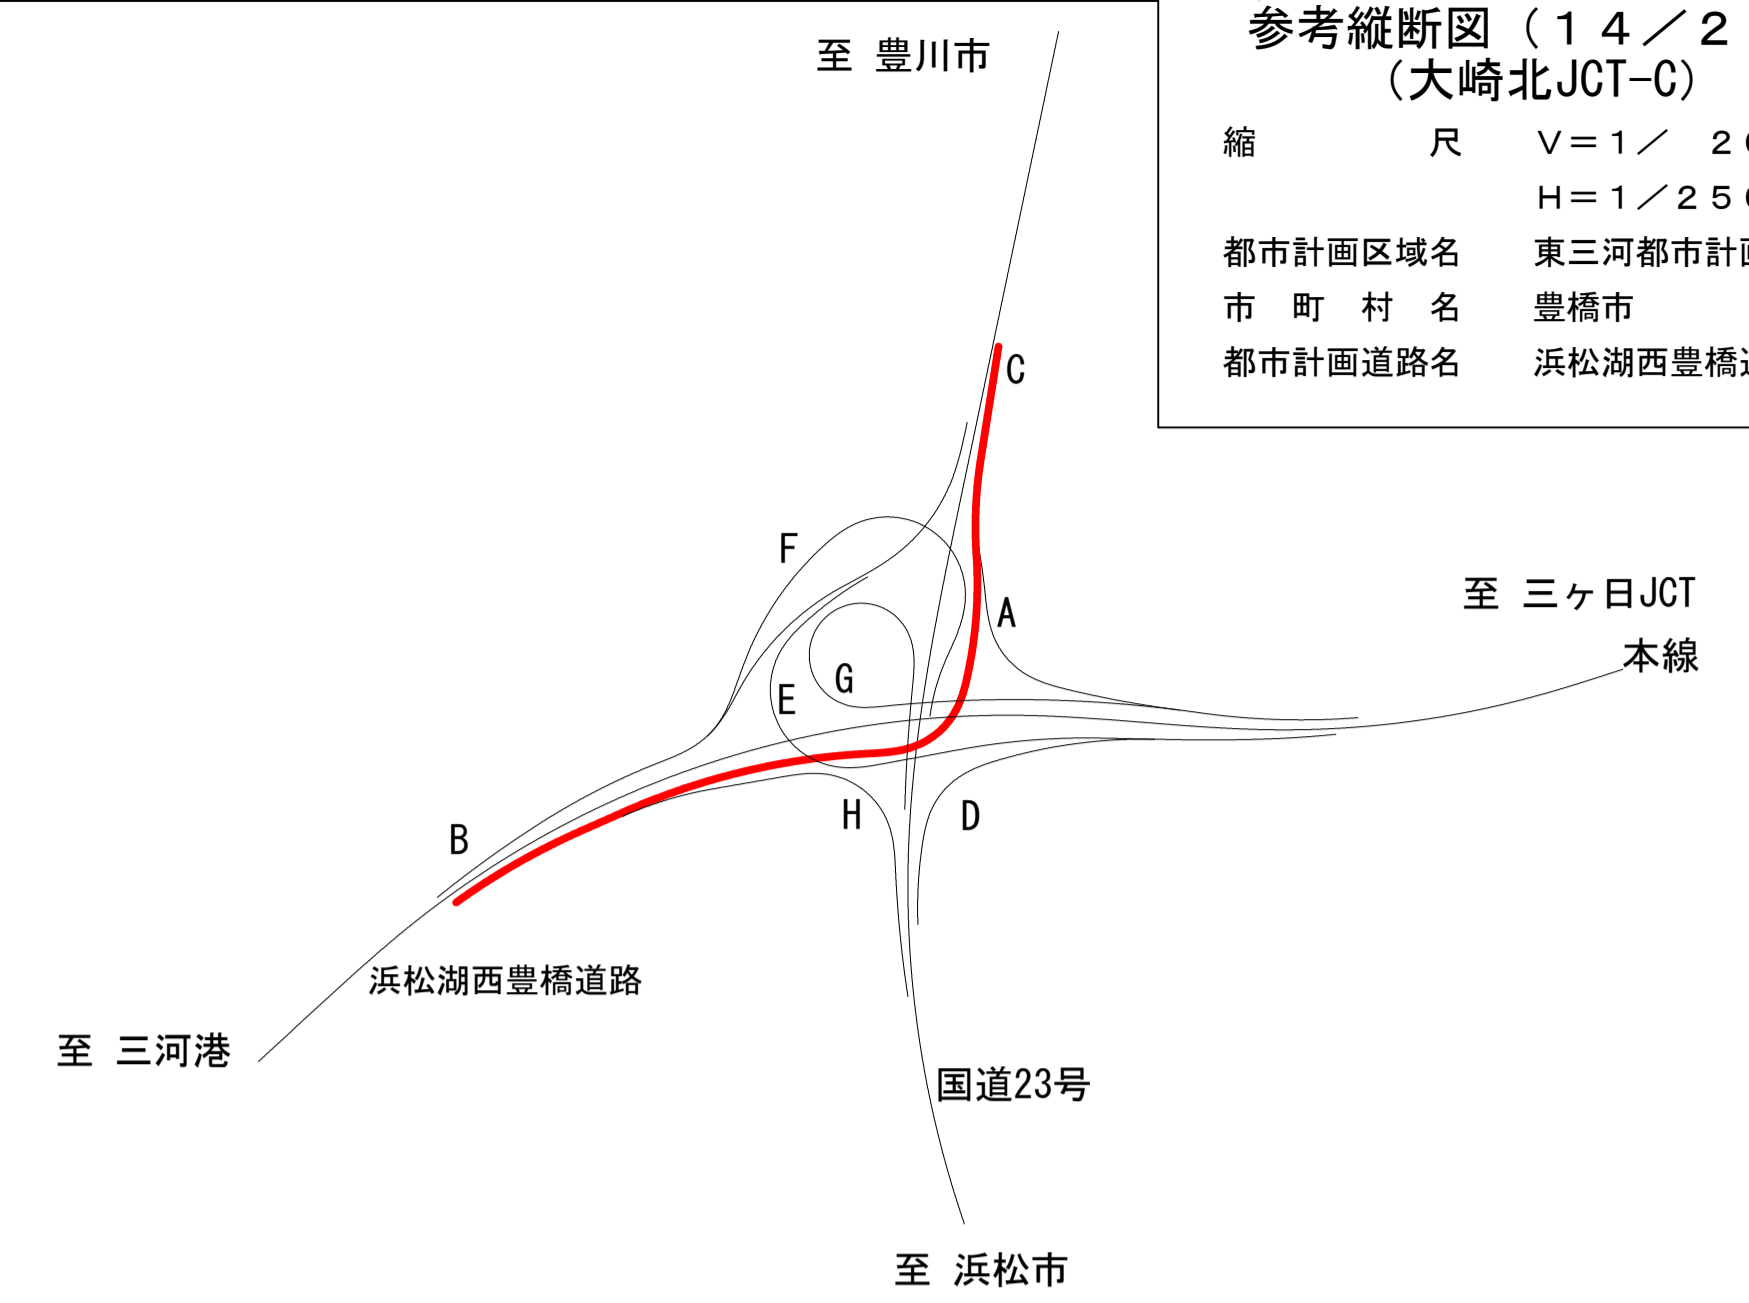 参考縦断図（１４／２
（大崎北JCT-C）
縮　尺　Ｖ＝１／　２
Ｈ＝１／２５
都市計画区域名　東三河都市計画
市町村名　豊橋市
都市計画道路名　浜松湖西豊橋道
至 豊川市
C
F
A
至 三ヶ日JCT
本線
G
E
H
D
B
浜松湖西豊橋道路
至 三河港
国道23号
至 浜松市